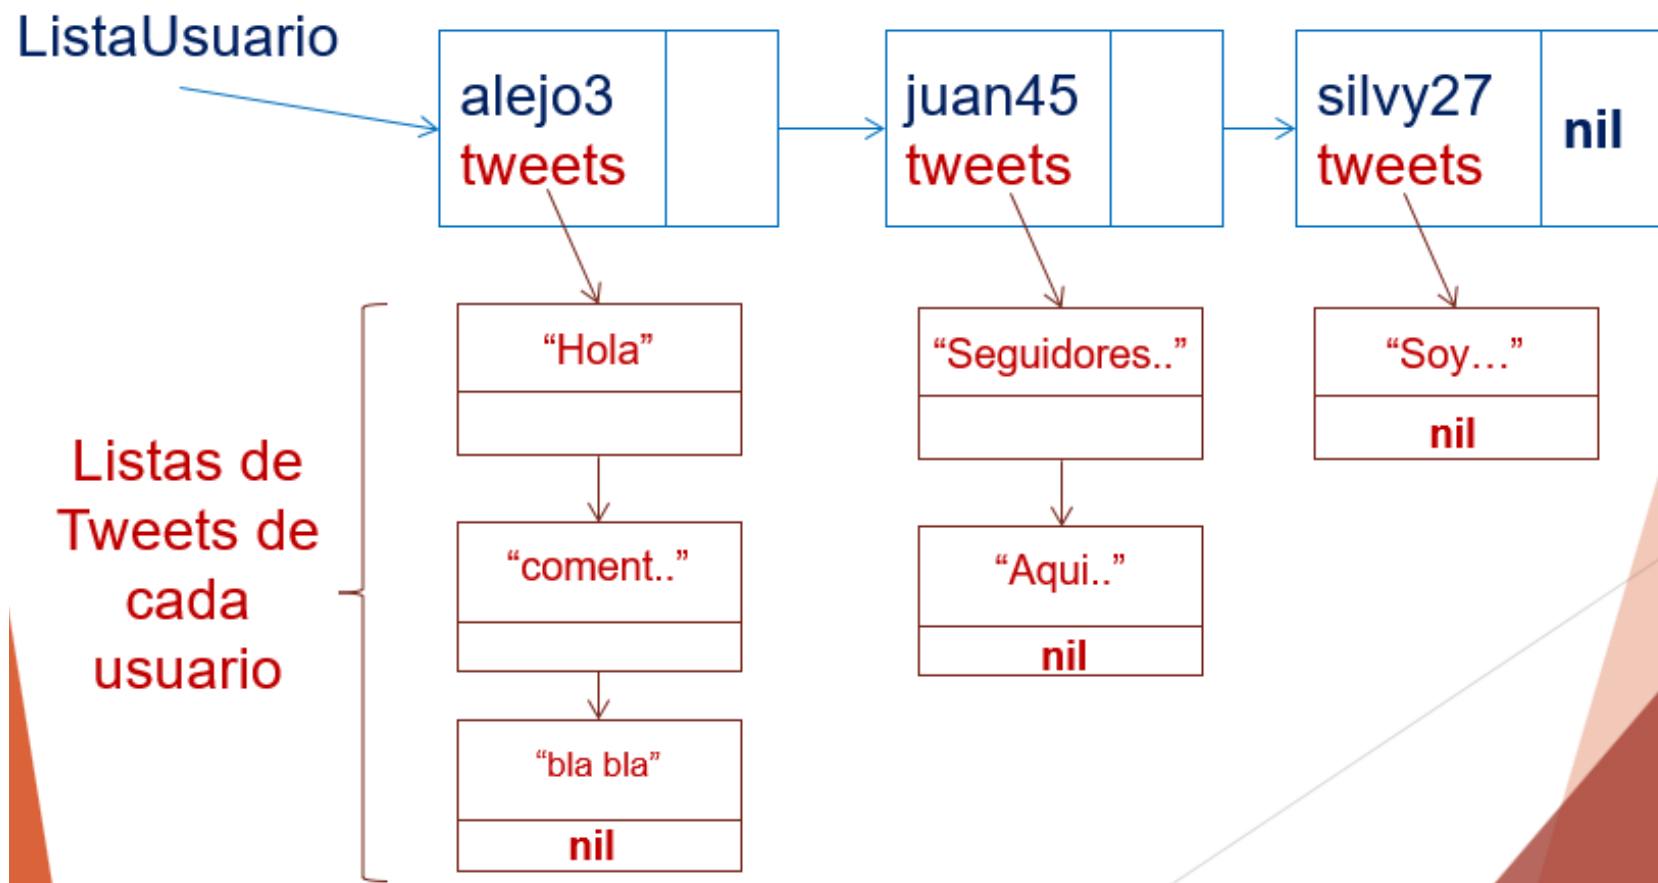 ListaUsuario
alejo3
tweets
juan45
tweets
silvy27
tweets
nil
“Hola”
“Seguidores..”
“Soy...”
nil
Listas de
Tweets de
cada
usuario
“coment..”
“Aqui..”
nil
“bla bla”
nil